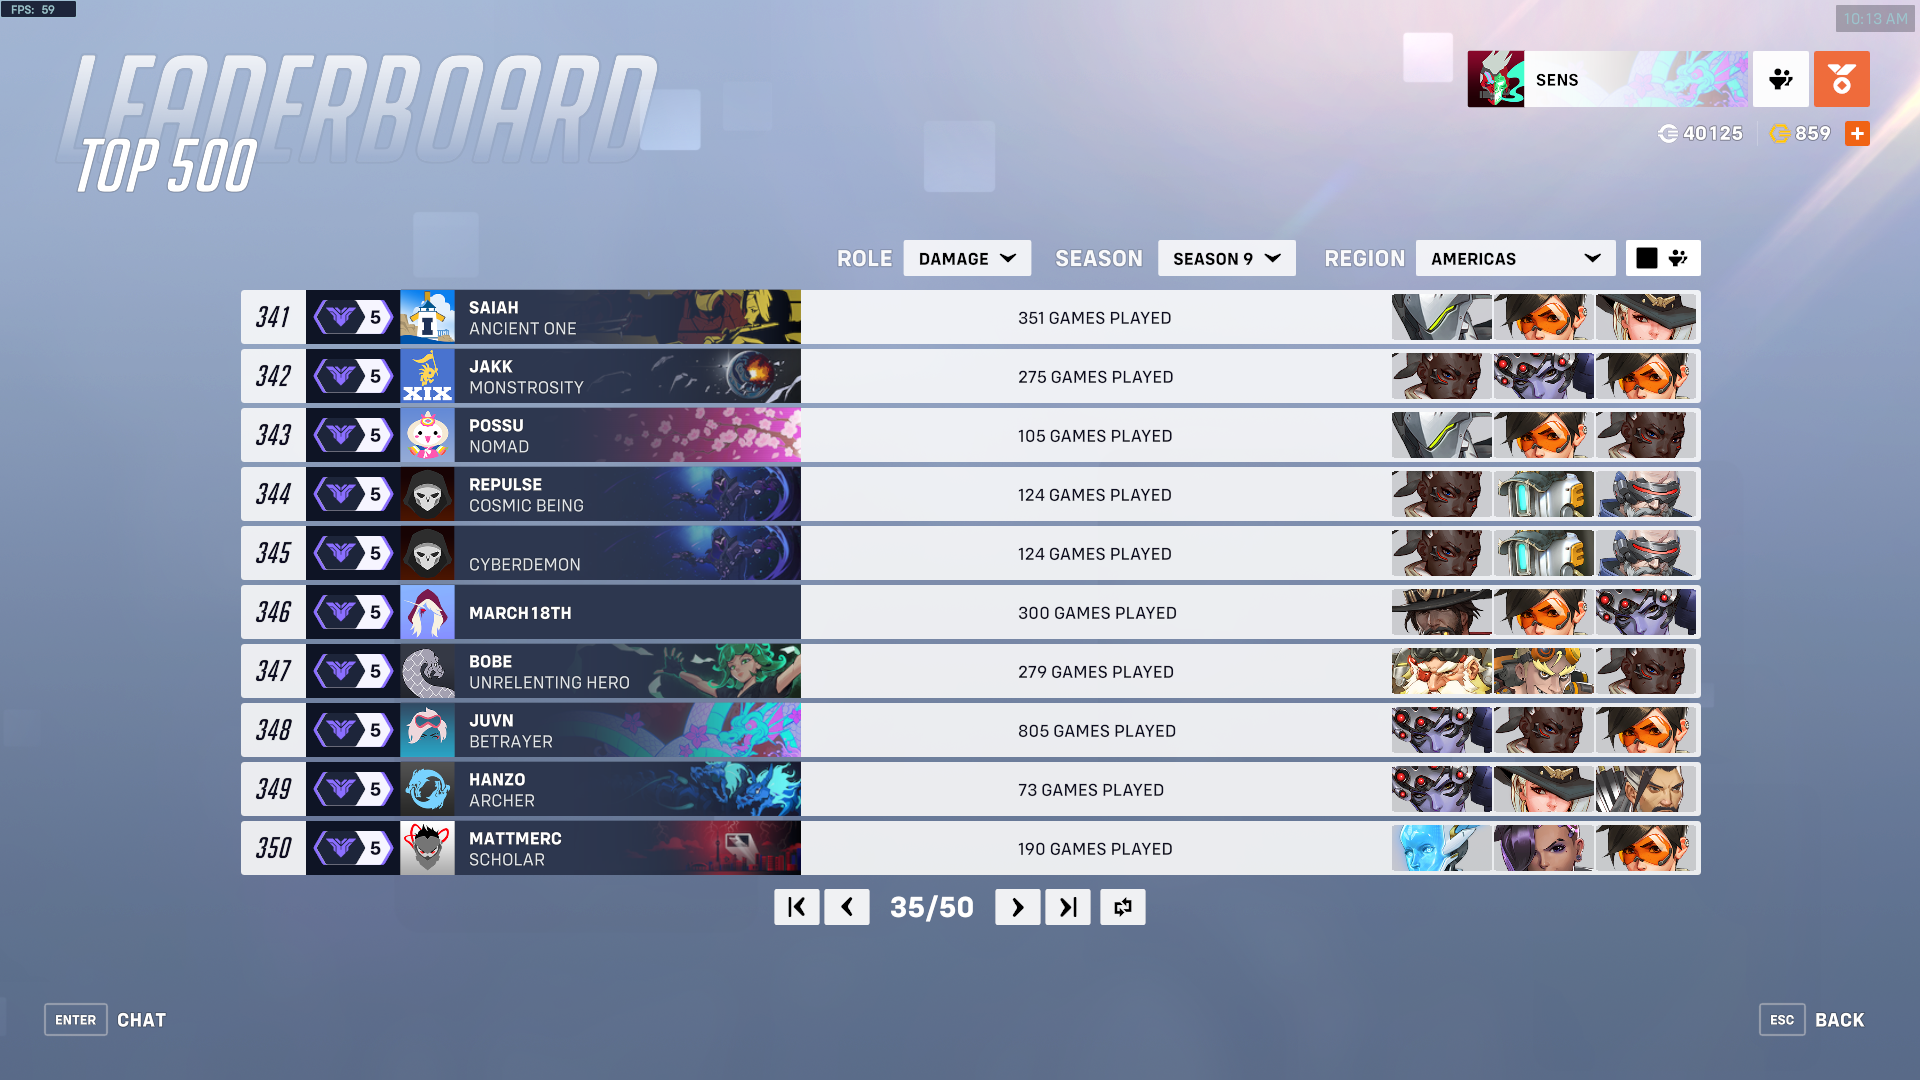 FPS: 59
10:13 AM
LEADERBOARD
TOP 500
SENS
40125 859
ROLE DAMAGE SEASON SEASON 9 REGION AMERICAS
341 5 SAIAH 351 GAMES PLAYED
ANCIENT ONE
342 5 JAKK 275 GAMES PLAYED
XIX MONSTROSITY
343 5 POSSU 105 GAMES PLAYED
NOMAD
344 5 REPULSE 124 GAMES PLAYED
COSMIC BEING
345 5 124 GAMES PLAYED
CYBERDEMON
346 5 MARCH18TH 300 GAMES PLAYED
347 5 BOBE 279 GAMES PLAYED
UNRELENTING HERO
348 5 JUVN 805 GAMES PLAYED
BETRAYER
349 5 HANZO 73 GAMES PLAYED
ARCHER
350 5 MATTMERC 190 GAMES PLAYED
SCHOLAR
35/50
ENTER CHAT
ESC BACK